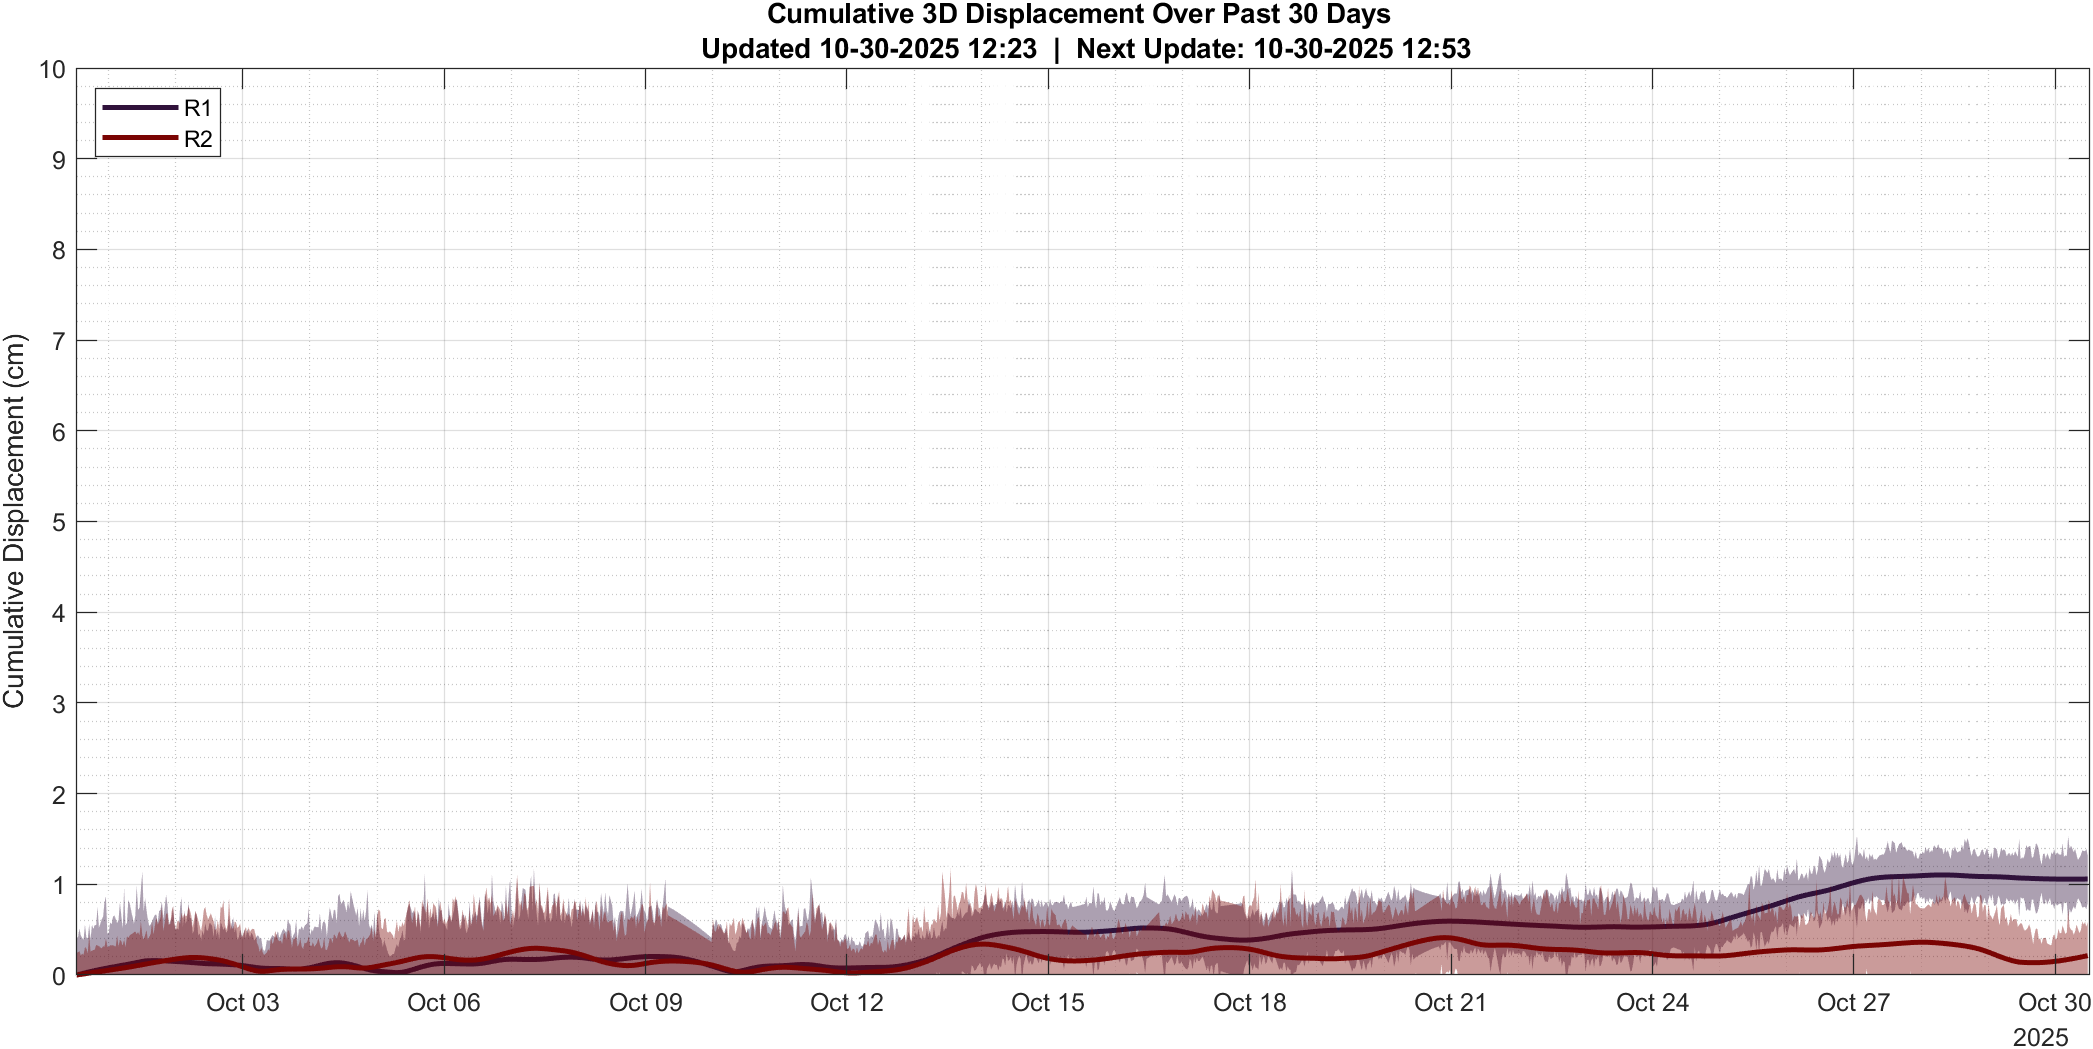 Cumulative 3D Displacement Over Past 30 Days
Updated 10-30-2025 12:23 | Next Update: 10-30-2025 12:53
R1
R2
Cumulative Displacement (cm)
10
9
8
7
6
5
4
3
2
1
0
Oct 03 Oct 06 Oct 09 Oct 12 Oct 15 Oct 18 Oct 21 Oct 24 Oct 27 Oct 30
2025